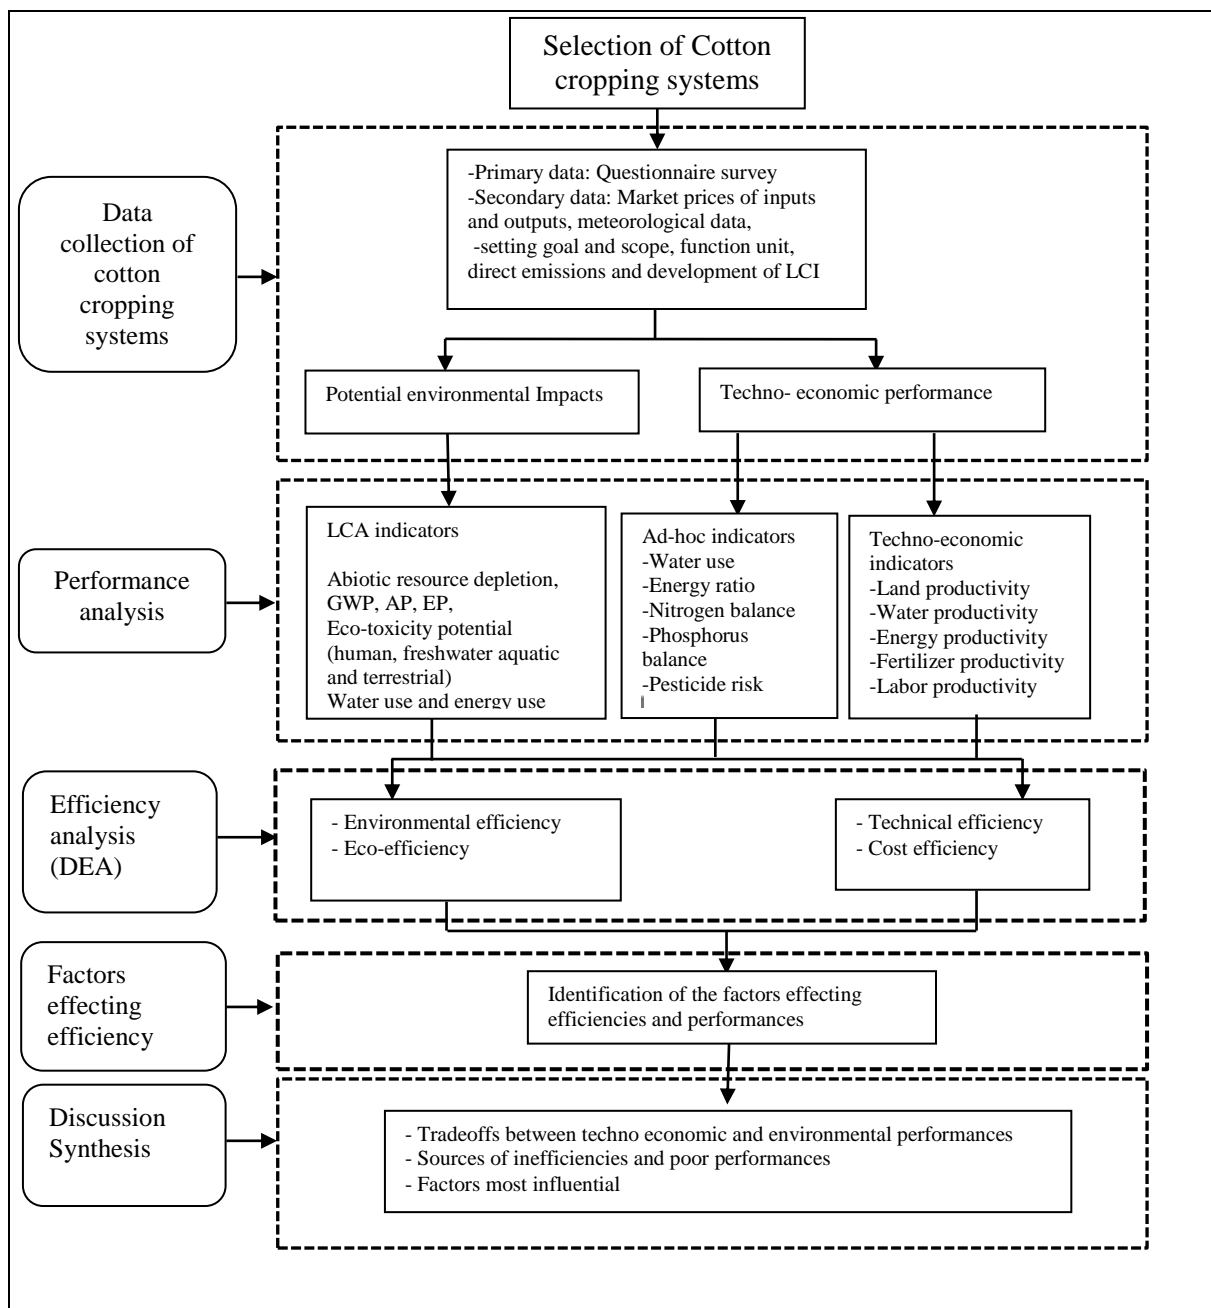 Selection of Cotton
cropping systems
-Primary data: Questionnaire survey
-Secondary data: Market prices of inputs
and outputs, meteorological data,
-setting goal and scope, function unit,
direct emissions and development of LCI
Data
collection of
cotton
cropping
systems
Potential environmental Impacts
Techno- economic performance
Performance
analysis
LCA indicators
Abiotic resource depletion,
GWP, AP, EP,
Eco-toxicity potential
(human, freshwater aquatic
and terrestrial)
Water use and energy use
Ad-hoc indicators
-Water use
-Energy ratio
-Nitrogen balance
-Phosphorus
balance
-Pesticide risk
Techno-economic
indicators
-Land productivity
-Water productivity
-Energy productivity
-Fertilizer productivity
-Labor productivity
Efficiency
analysis
(DEA)
- Environmental efficiency
- Eco-efficiency
- Technical efficiency
- Cost efficiency
Factors
effecting
efficiency
Identification of the factors effecting
efficiencies and performances
Discussion
Synthesis
- Tradeoffs between techno economic and environmental performances
- Sources of inefficiencies and poor performances
- Factors most influential